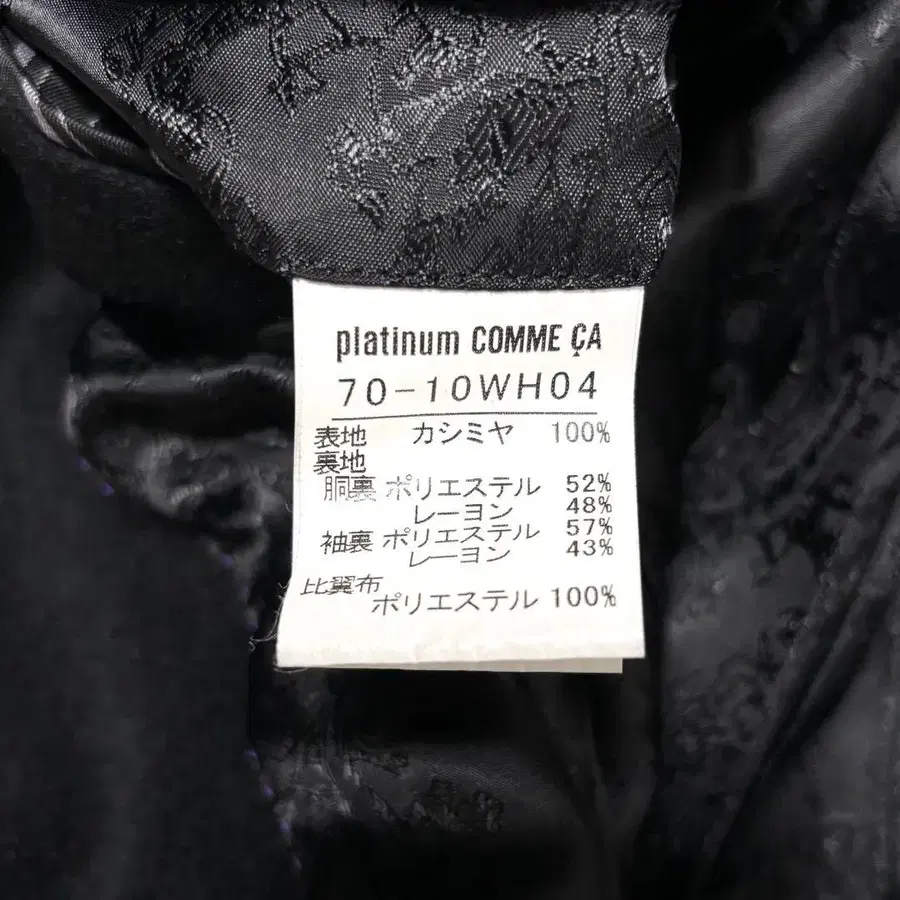 platinum COMME ÇA
70-10WH04
表地 カシミヤ 100%
裏地
胴裏 ポリエステル 52%
レーヨン 48%
袖裏 ポリエステル 57%
レーヨン 43%
比翼布
ポリエステル 100%